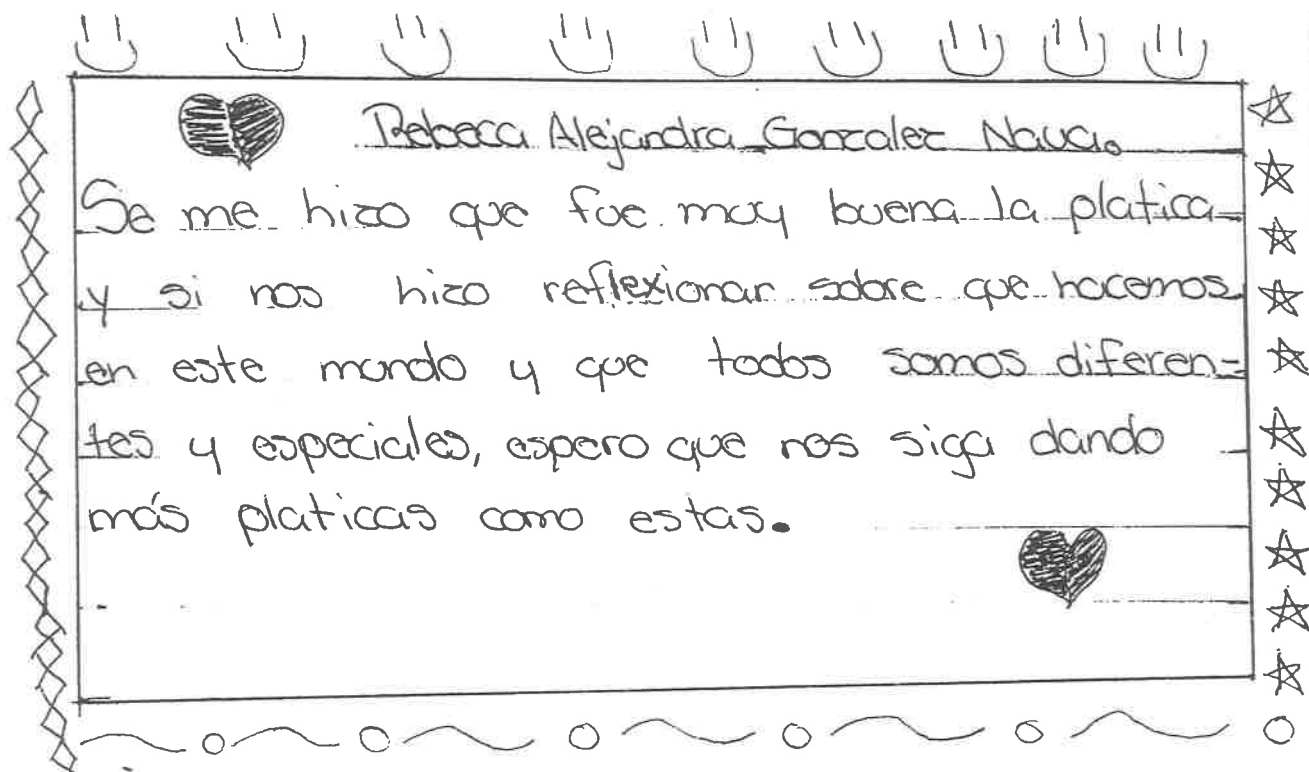 Rebeca Alejandra Gonzalez Nava.
Se me hizo que fue muy buena la platica
y si nos hizo reflexionar sobre que hacemos
en este mundo y que todos somos diferen-
tes y especiales, espero que nos siga dando
más platicas como estas.